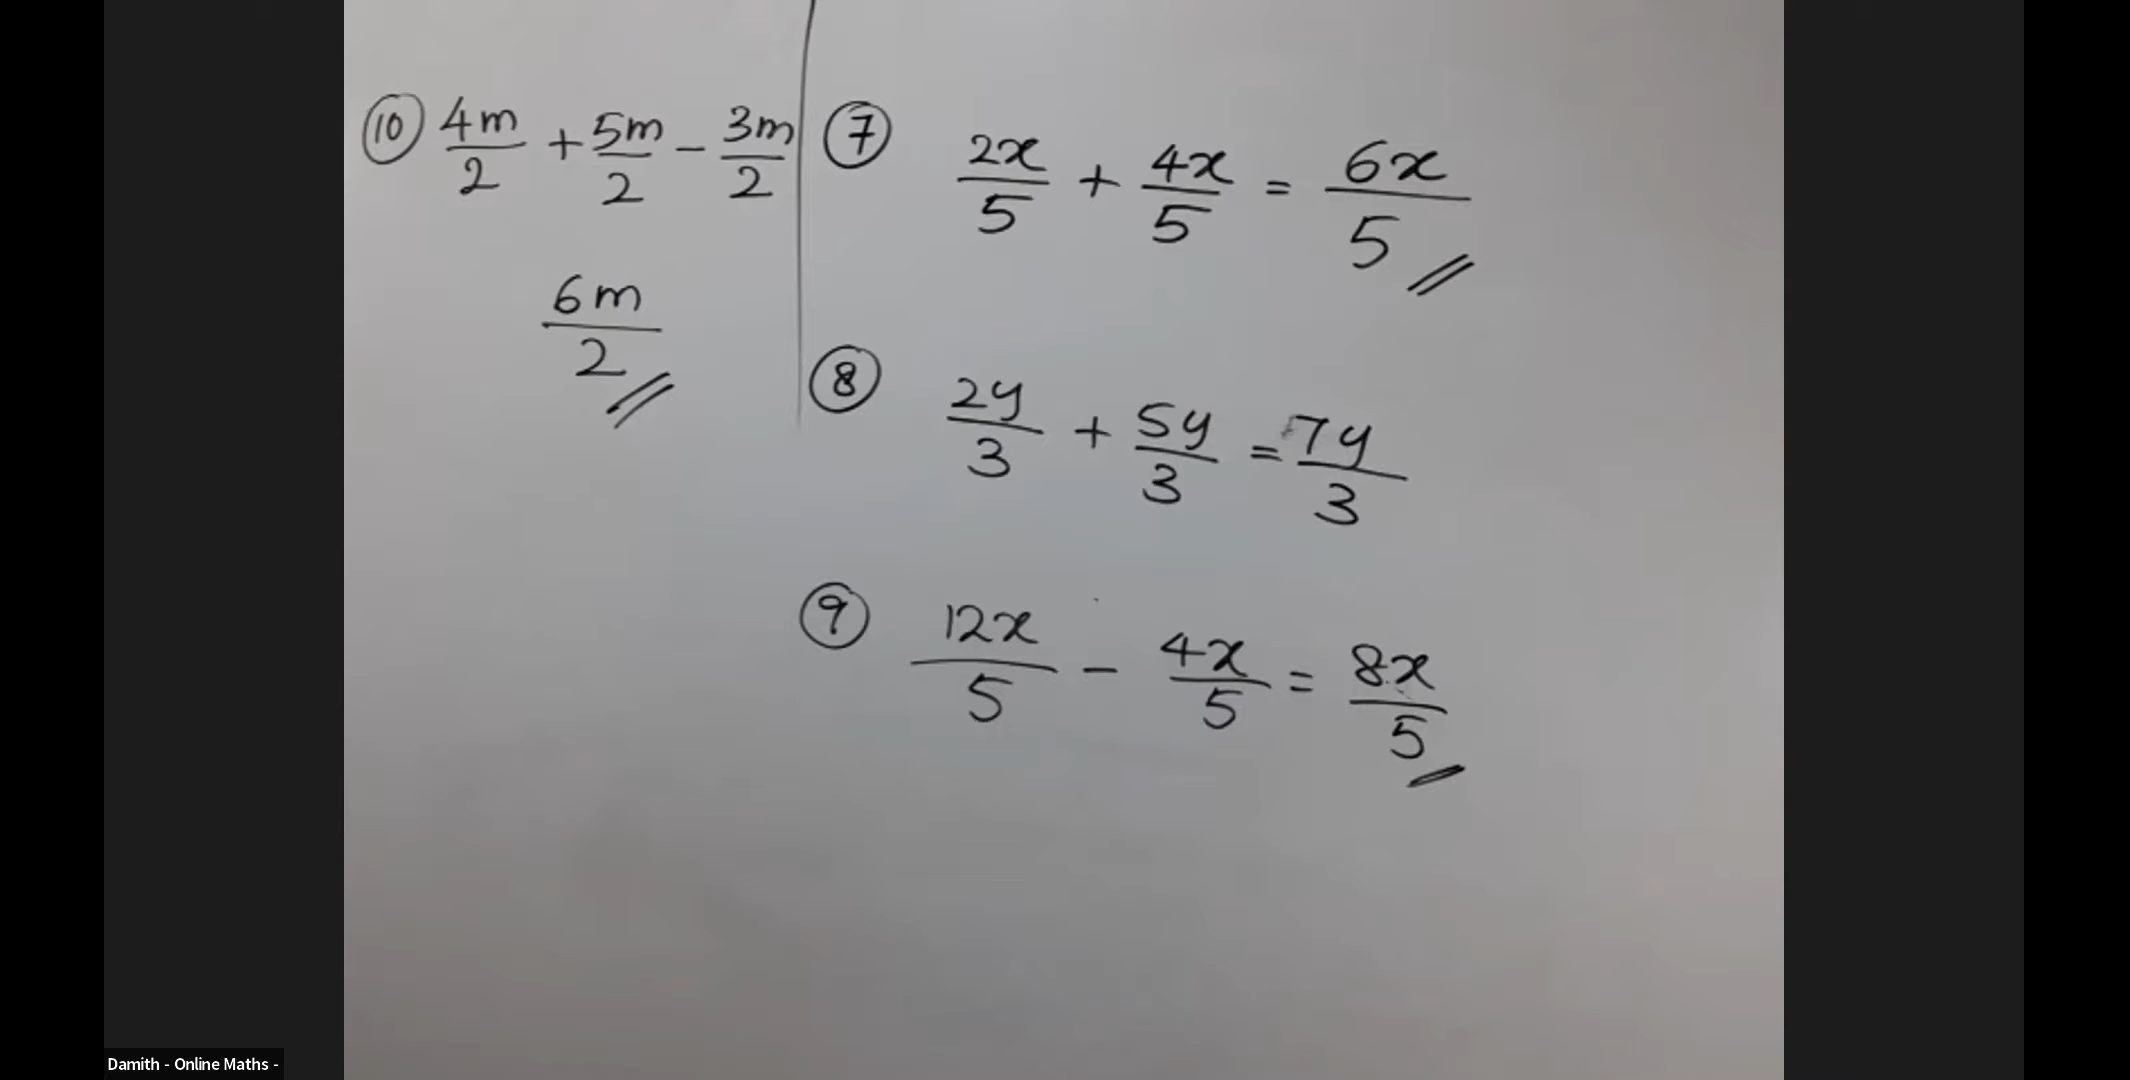 ⑩ 4m/2 + 5m/2 − 3m/2
6m/2
⑦ 2x/5 + 4x/5 = 6x/5
⑧ 2y/3 + 5y/3 = 7y/3
⑨ 12x/5 − 4x/5 = 8x/5
Damith - Online Maths -